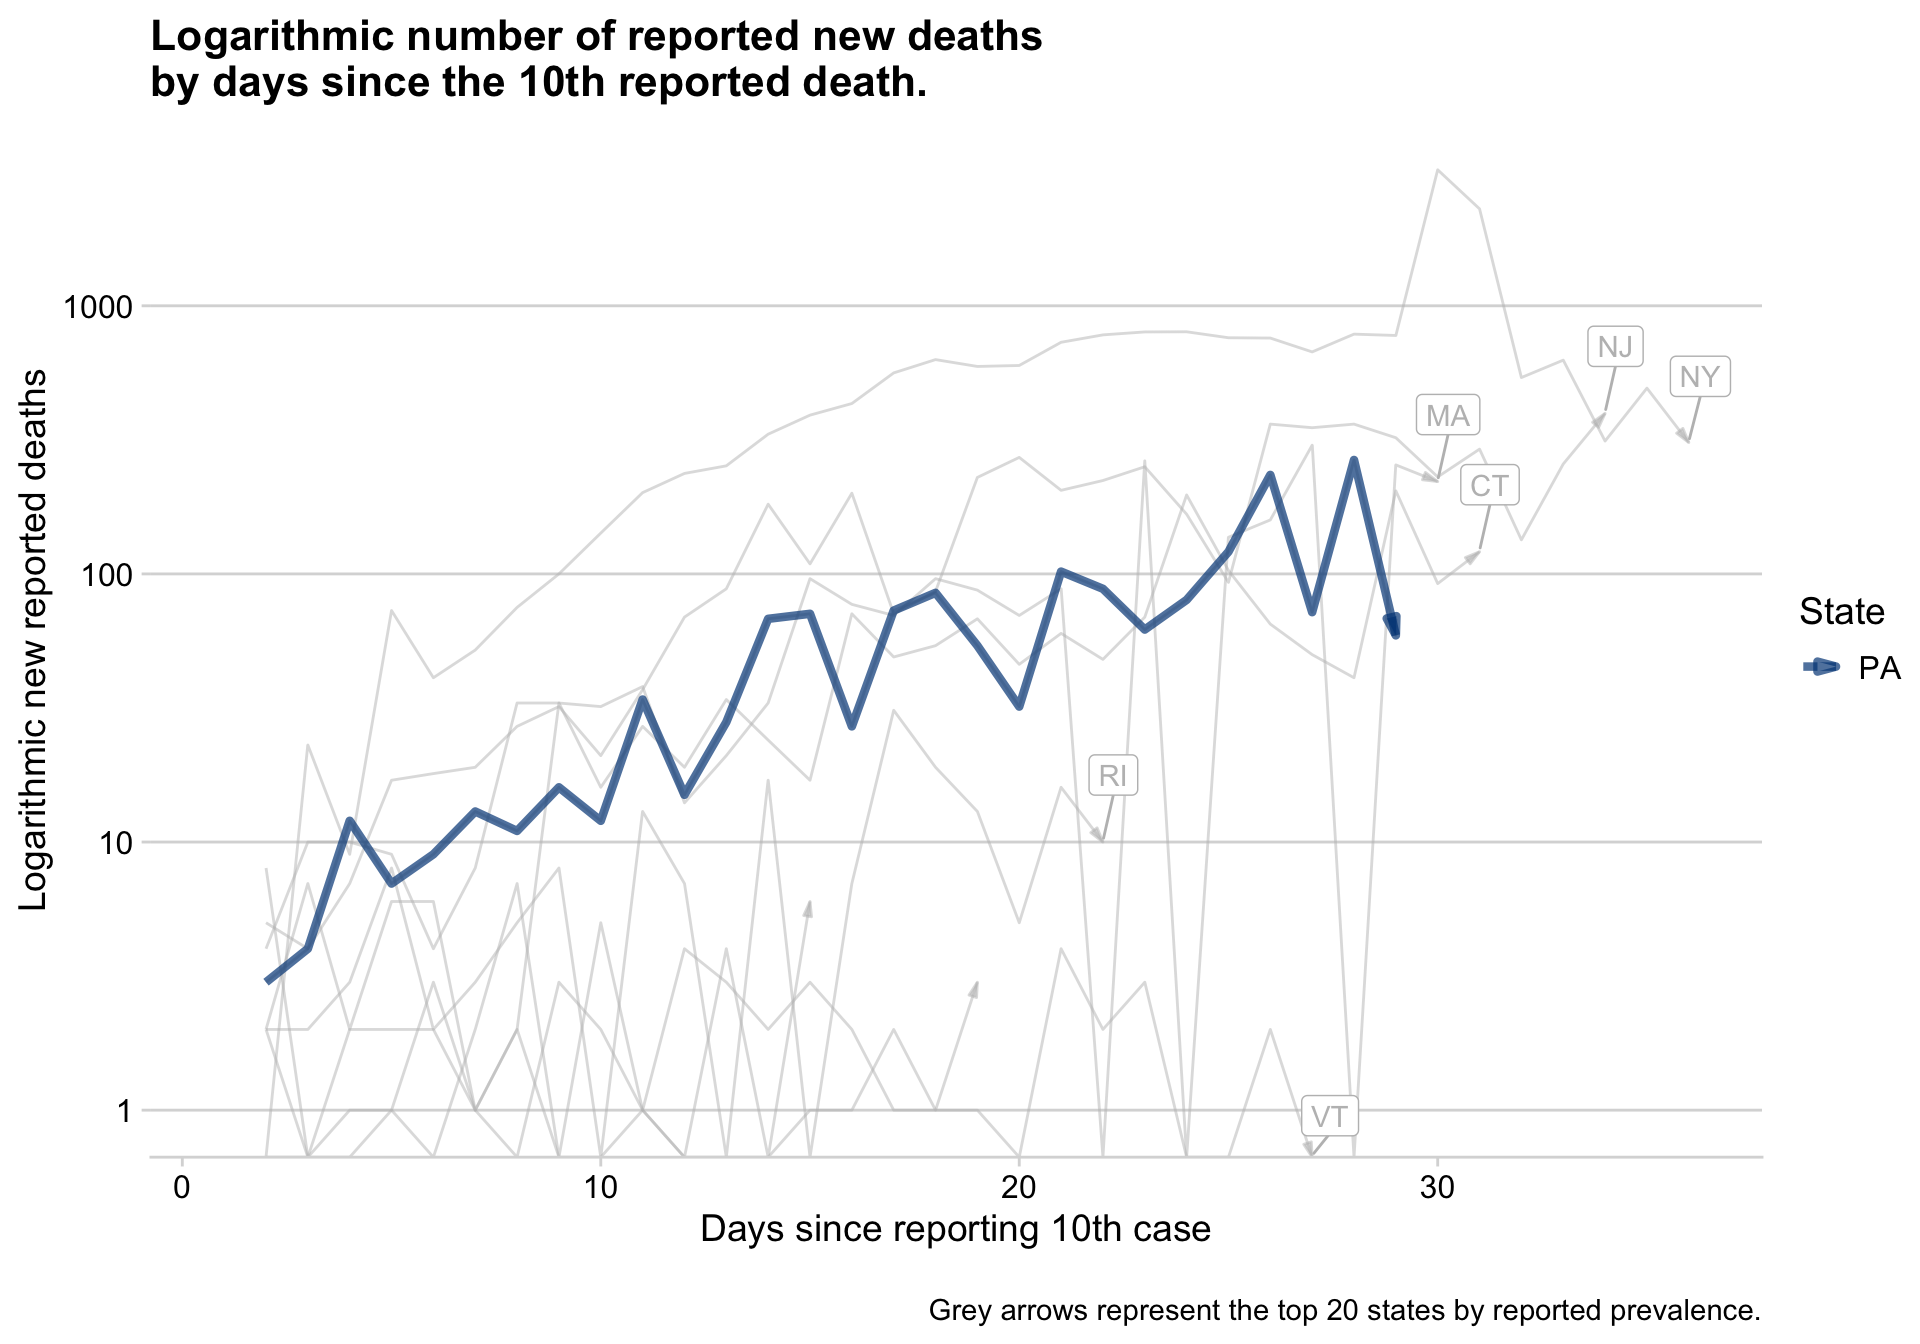 Logarithmic number of reported new deaths
by days since the 10th reported death.
Logarithmic new reported deaths
1000
100
10
1
NJ
NY
MA
CT
RI
VT
State
PA
0 10 20 30
Days since reporting 10th case
Grey arrows represent the top 20 states by reported prevalence.